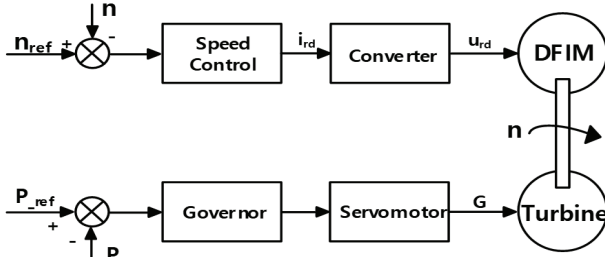 n
n_ref + -
Speed Control
i_rd
Converter
u_rd
DFIM
n
P_ref + -
P
Governor
Servomotor
G
Turbine